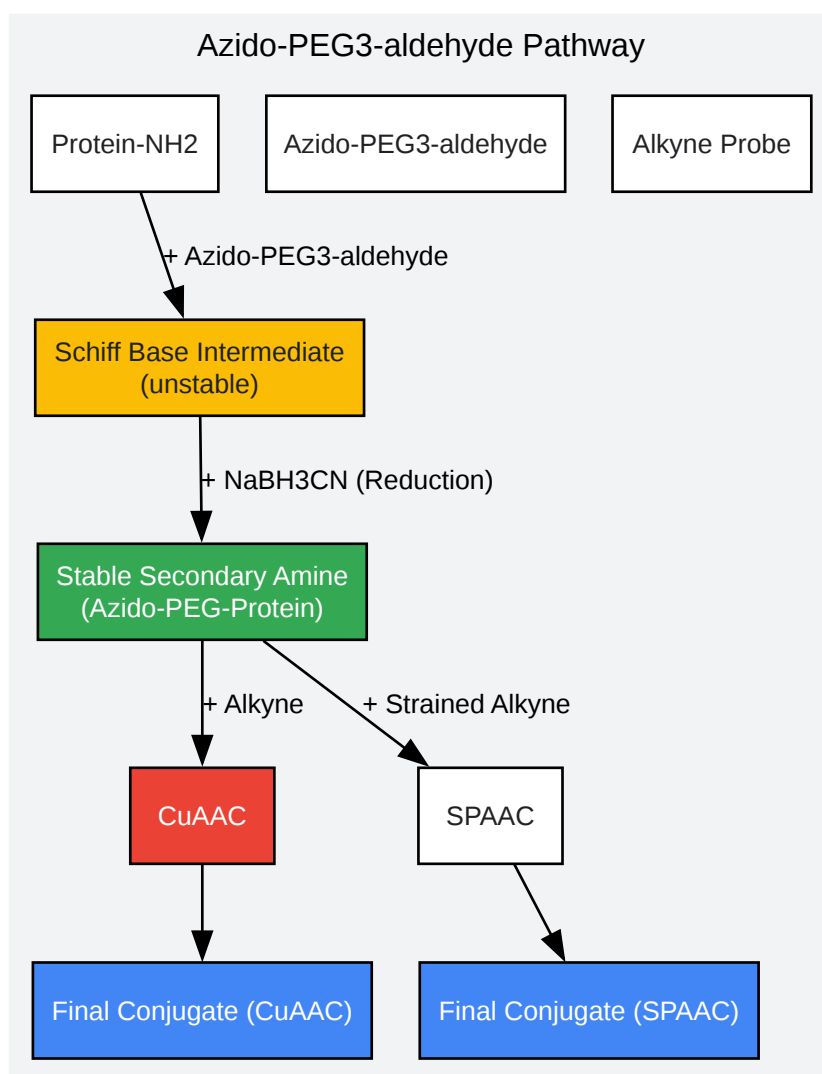 Azido-PEG3-aldehyde Pathway
Protein-NH2
Azido-PEG3-aldehyde
Alkyne Probe
+ Azido-PEG3-aldehyde
Schiff Base Intermediate
(unstable)
+ NaBH3CN (Reduction)
Stable Secondary Amine
(Azido-PEG-Protein)
+ Alkyne
+ Strained Alkyne
CuAAC
SPAAC
Final Conjugate (CuAAC)
Final Conjugate (SPAAC)